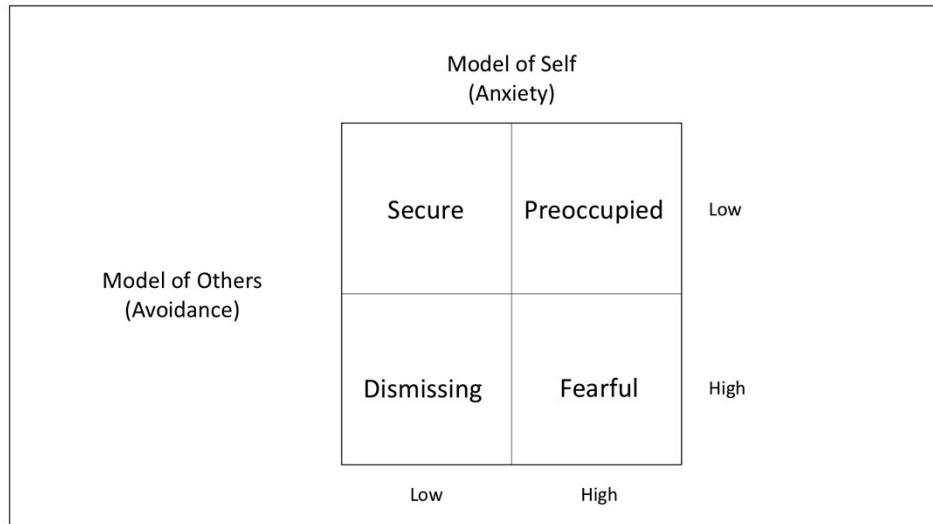 Model of Self
(Anxiety)
Secure
Preoccupied
Low
Model of Others
(Avoidance)
Dismissing
Fearful
High
Low
High